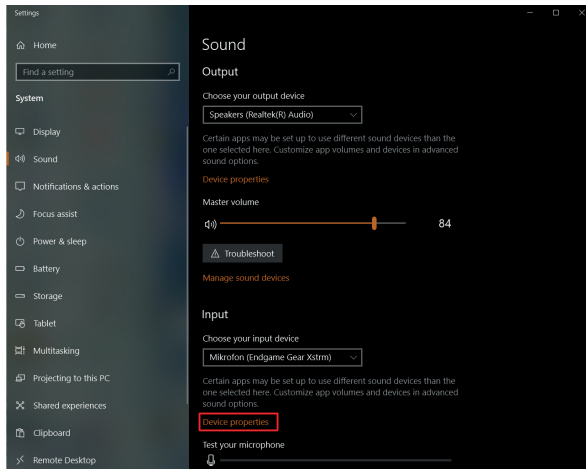 Settings
Home
Find a setting
System
Display
Sound
Notifications & actions
Focus assist
Power & sleep
Battery
Storage
Tablet
Multitasking
Projecting to this PC
Shared experiences
Clipboard
Remote Desktop
Sound
Output
Choose your output device
Speakers (Realtek(R) Audio)
Certain apps may be set up to use different sound devices than the
one selected here. Customize app volumes and devices in advanced
sound options.
Device properties
Master volume
84
Troubleshoot
Manage sound devices
Input
Choose your input device
Mikrofon (Endgame Gear Xstrm)
Certain apps may be set up to use different sound devices than the
one selected here. Customize app volumes and devices in advanced
sound options.
Device properties
Test your microphone